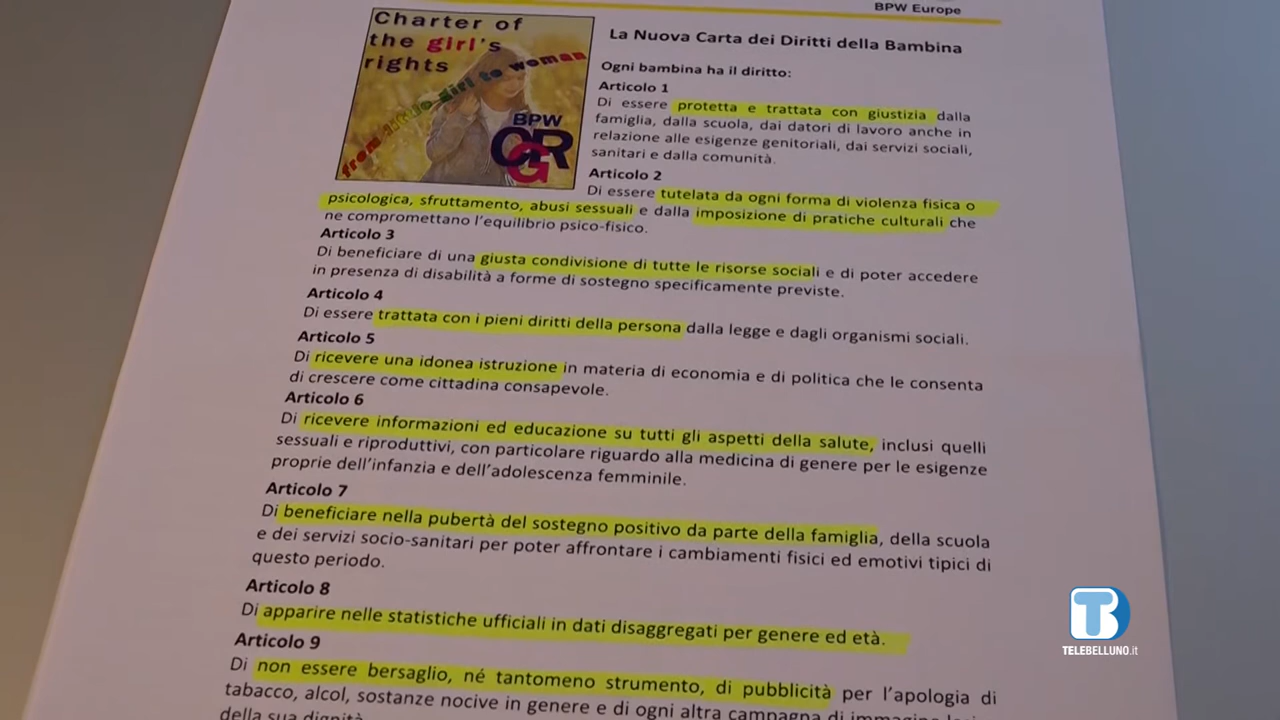 BPW Europe
Charter of
the girl's
rights
from little girl to woman
BPW
CGR
La Nuova Carta dei Diritti della Bambina
Ogni bambina ha il diritto:
Articolo 1
Di essere protetta e trattata con giustizia dalla
famiglia, dalla scuola, dai datori di lavoro anche in
relazione alle esigenze genitoriali, dai servizi sociali,
sanitari e dalla comunità.
Articolo 2
Di essere tutelata da ogni forma di violenza fisica o
psicologica, sfruttamento, abusi sessuali e dalla imposizione di pratiche culturali che
ne compromettano l'equilibrio psico-fisico.
Articolo 3
Di beneficiare di una giusta condivisione di tutte le risorse sociali e di poter accedere
in presenza di disabilità a forme di sostegno specificamente previste.
Articolo 4
Di essere trattata con i pieni diritti della persona dalla legge e dagli organismi sociali.
Articolo 5
Di ricevere una idonea istruzione in materia di economia e di politica che le consenta
di crescere come cittadina consapevole.
Articolo 6
Di ricevere informazioni ed educazione su tutti gli aspetti della salute, inclusi quelli
sessuali e riproduttivi, con particolare riguardo alla medicina di genere per le esigenze
proprie dell'infanzia e dell'adolescenza femminile.
Articolo 7
Di beneficiare nella pubertà del sostegno positivo da parte della famiglia, della scuola
e dei servizi socio-sanitari per poter affrontare i cambiamenti fisici ed emotivi tipici di
questo periodo.
Articolo 8
Di apparire nelle statistiche ufficiali in dati disaggregati per genere ed età.
Articolo 9
Di non essere bersaglio, né tantomeno strumento, di pubblicità per l'apologia di
tabacco, alcol, sostanze nocive in genere e di ogni altra campagna di immagine
della sua dignità
TELEBELLUNO.it